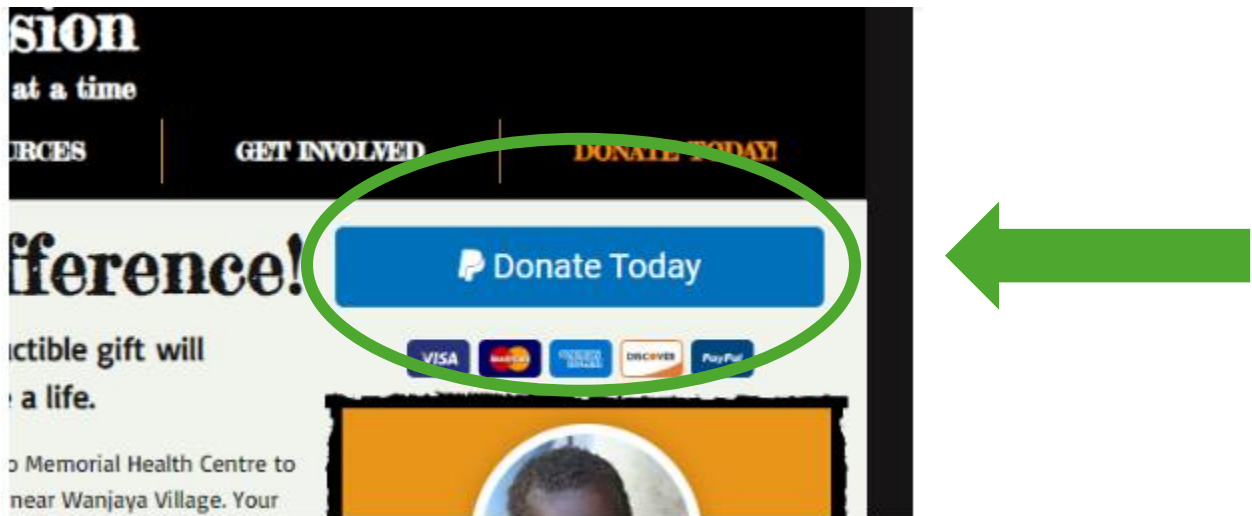 sion
at a time
URCES
GET INVOLVED
DONATE TODAY!
fference!
Donate Today
uctible gift will
VISA
DISCOVER
PayPal
a life.
o Memorial Health Centre to
near Wanjaya Village. Your